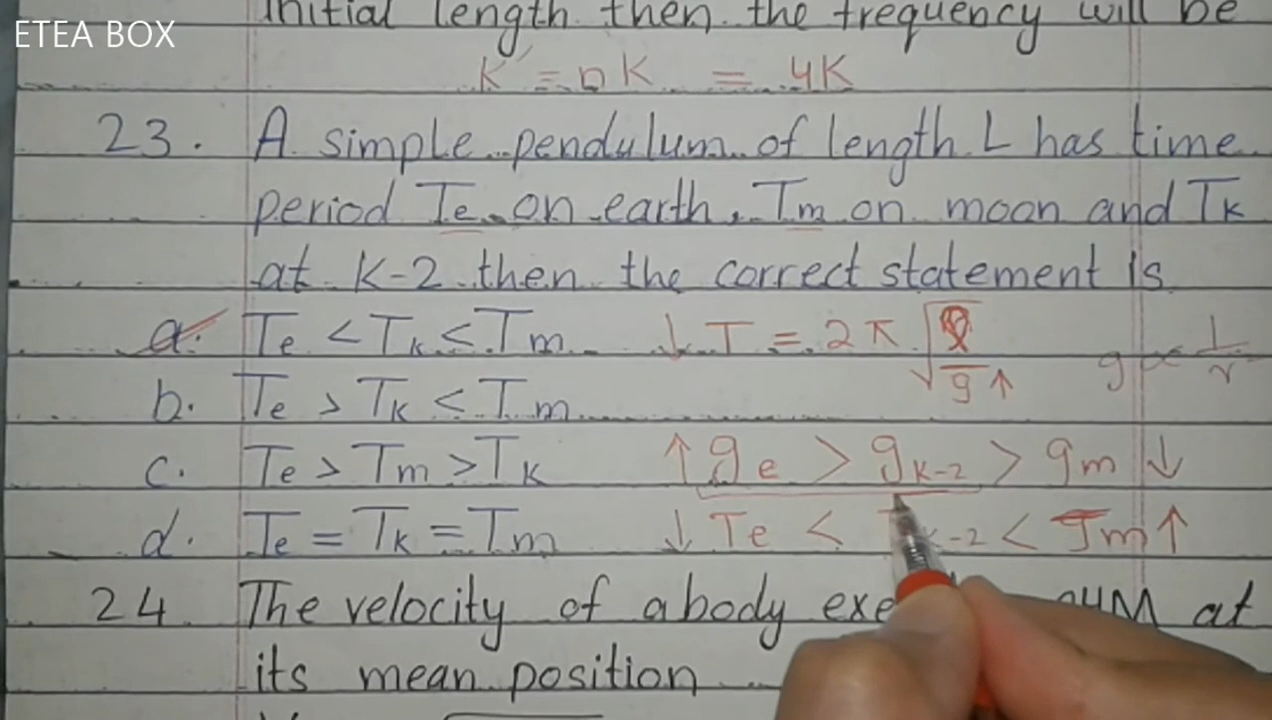 initial length then the frequency will be
ETEA BOX
K' = nK = 4K
23. A simple pendulum of length L has time
period Te on earth, Tm on moon and Tk
at K-2 then the correct statement is
a. Te < Tk < Tm ↓ T = 2π √ℓ/g ↑ g ∝ 1/r
b. Te > Tk < Tm
c. Te > Tm > Tk ↑ ge > gk-2 > gm ↓
d. Te = Tk = Tm ↓ Te < k-2 < Tm ↑
24 The velocity of a body at
its mean position